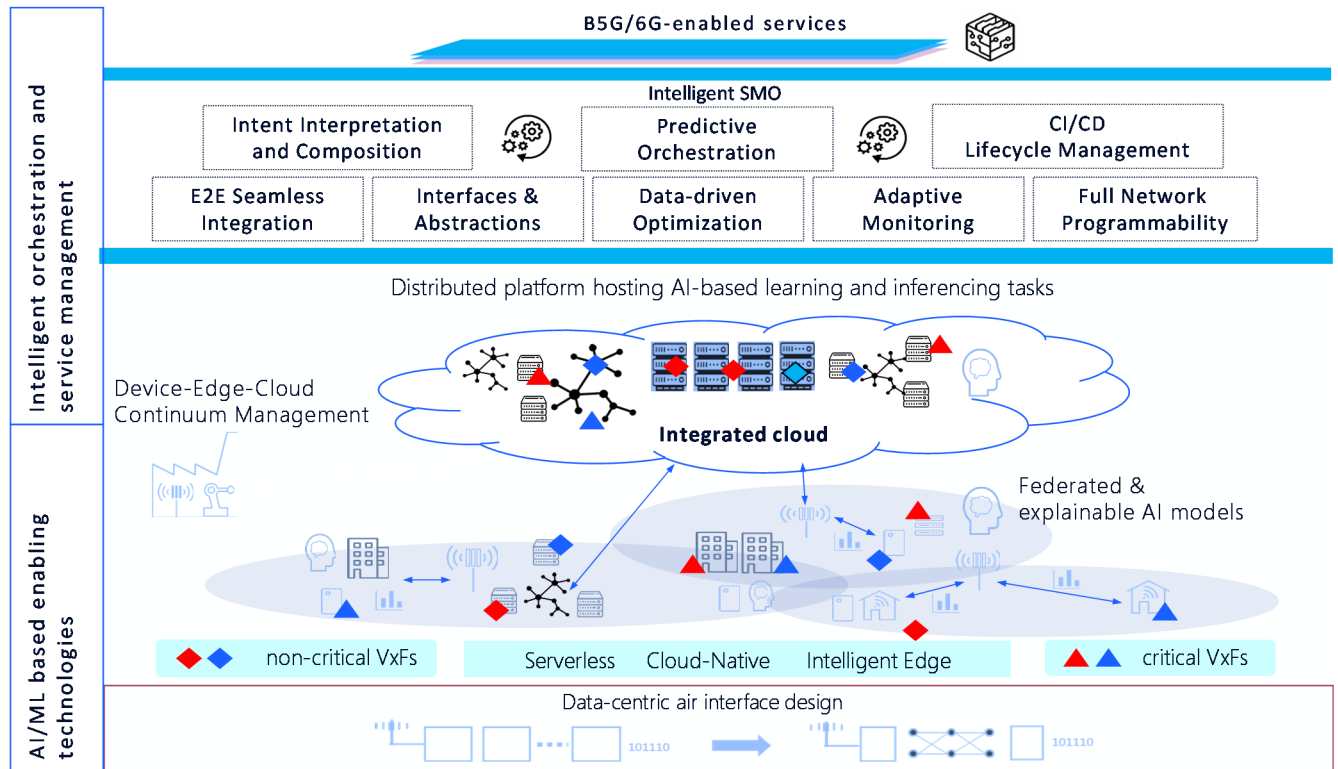 B5G/6G-enabled services
Intelligent orchestration and
service management
Intelligent SMO
Intent Interpretation
and Composition
Predictive
Orchestration
CI/CD
Lifecycle Management
E2E Seamless
Integration
Interfaces &
Abstractions
Data-driven
Optimization
Adaptive
Monitoring
Full Network
Programmability
Distributed platform hosting AI-based learning and inferencing tasks
Device-Edge-Cloud
Continuum Management
Integrated cloud
AI/ML based enabling
technologies
Federated &
explainable AI models
non-critical VxFs
Serverless Cloud-Native Intelligent Edge
critical VxFs
Data-centric air interface design
101110
101110